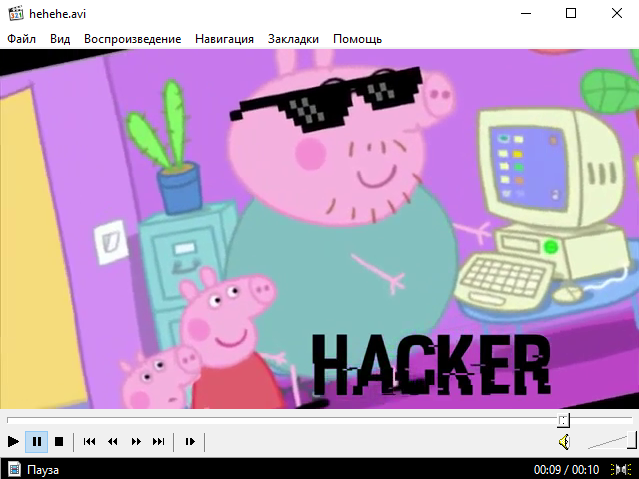 hehehe.avi
Файл Вид Воспроизведение Навигация Закладки Помощь
HACKER
Пауза 00:09 / 00:10